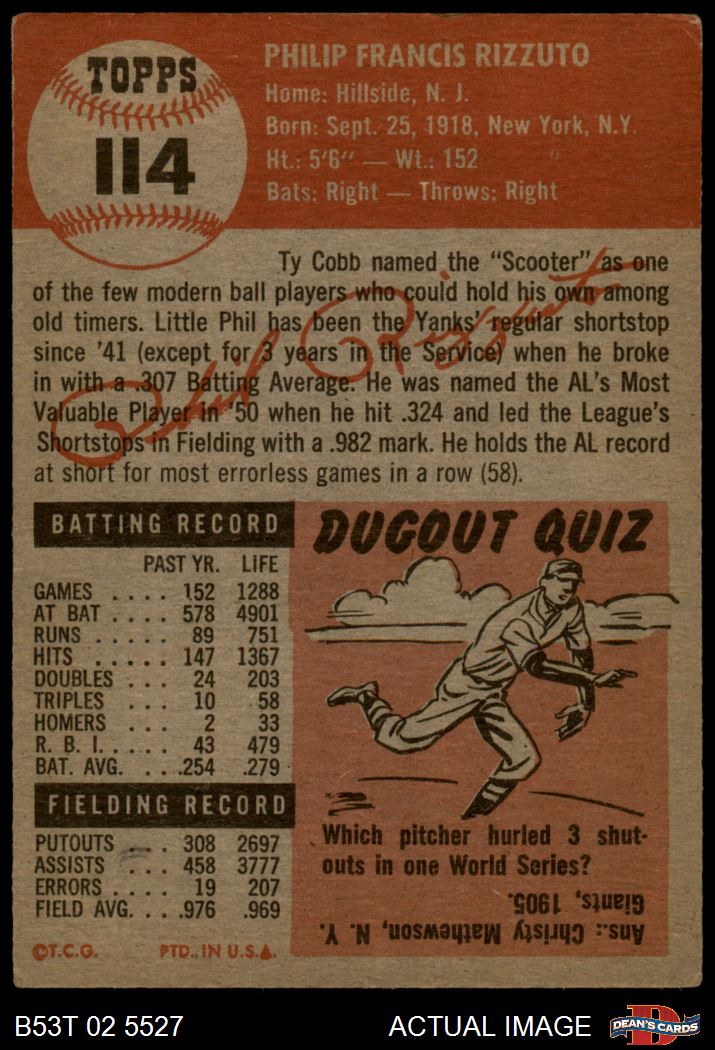 TOPPS
114
PHILIP FRANCIS RIZZUTO
Home: Hillside, N. J.
Born: Sept. 25, 1918, New York, N.Y.
Ht.: 5'6" — Wt.: 152
Bats: Right — Throws: Right
Ty Cobb named the "Scooter" as one
of the few modern ball players who could hold his own among
old timers. Little Phil has been the Yanks' regular shortstop
since '41 (except for 3 years in the Service) when he broke
in with a .307 Batting Average. He was named the AL's Most
Valuable Player in '50 when he hit .324 and led the League's
Shortstops in Fielding with a .982 mark. He holds the AL record
at short for most errorless games in a row (58).
Phil Rizzuto
BATTING RECORD
PAST YR. LIFE
GAMES .... 152 1288
AT BAT .... 578 4901
RUNS ..... 89 751
HITS ..... 147 1367
DOUBLES ... 24 203
TRIPLES ... 10 58
HOMERS ... 2 33
R. B. I. .... 43 479
BAT. AVG. ...254 .279
FIELDING RECORD
PUTOUTS ... 308 2697
ASSISTS .... 458 3777
ERRORS .... 19 207
FIELD AVG. ...976 .969
©T.C.G. PTD. IN U.S.A.
DUGOUT QUIZ
Which pitcher hurled 3 shut-
outs in one World Series?
Ans.: Christy Mathewson, N. Y.
Giants, 1905.
B53T 02 5527
ACTUAL IMAGE
DEAN'S CARDS